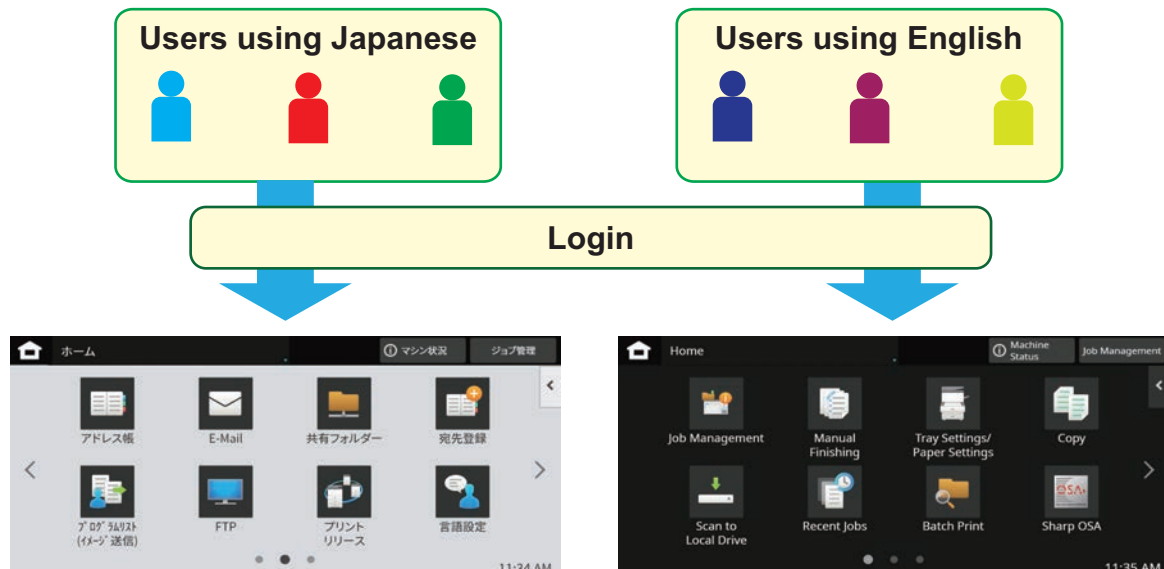 Users using Japanese
Users using English
Login
ホーム
マシン状況
ジョブ管理
アドレス帳
E-Mail
共有フォルダー
宛先登録
ﾌﾟﾛｸﾞﾗﾑﾘｽﾄ
(ｲﾒｰｼﾞ送信)
FTP
プリント
リリース
言語設定
11:34 AM
Home
Machine
Status
Job Management
Job Management
Manual
Finishing
Tray Settings/
Paper Settings
Copy
Scan to
Local Drive
Recent Jobs
Batch Print
OSA
Sharp OSA
11:35 AM